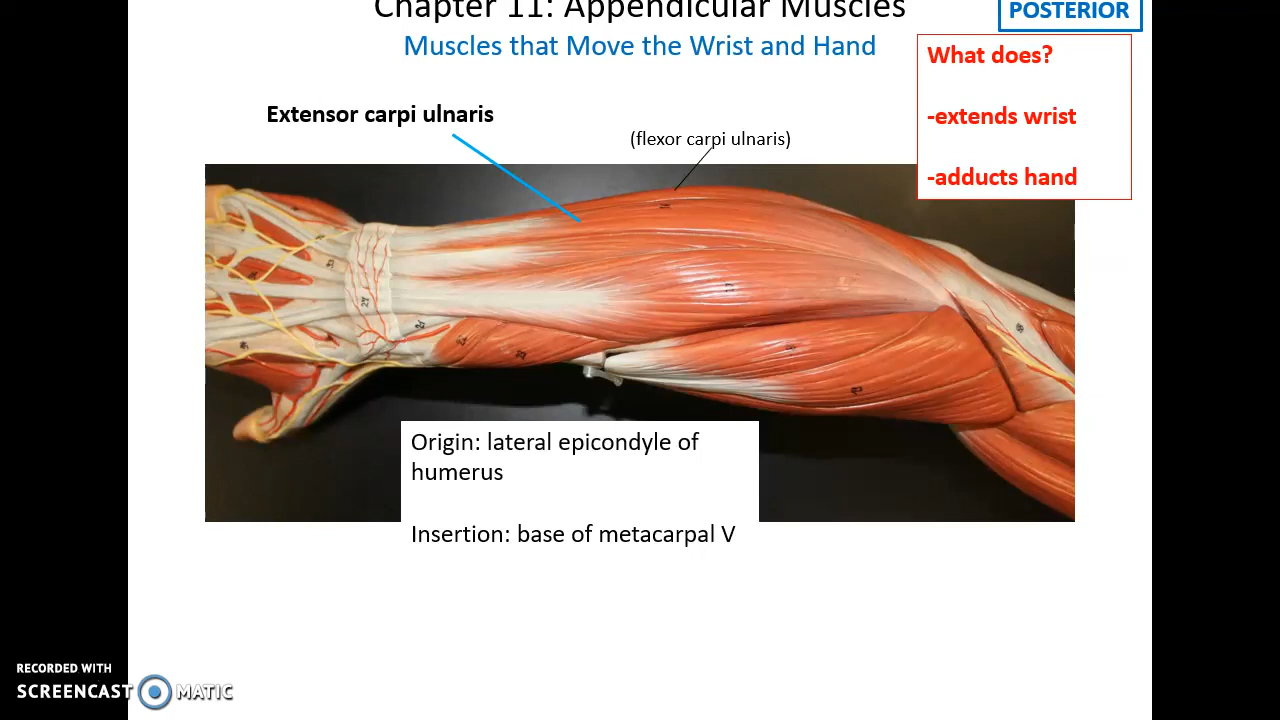 Chapter 11: Appendicular Muscles
POSTERIOR
Muscles that Move the Wrist and Hand
What does?
-extends wrist
-adducts hand
Extensor carpi ulnaris
(flexor carpi ulnaris)
27
Origin: lateral epicondyle of
humerus
Insertion: base of metacarpal V
RECORDED WITH
SCREENCAST MATIC